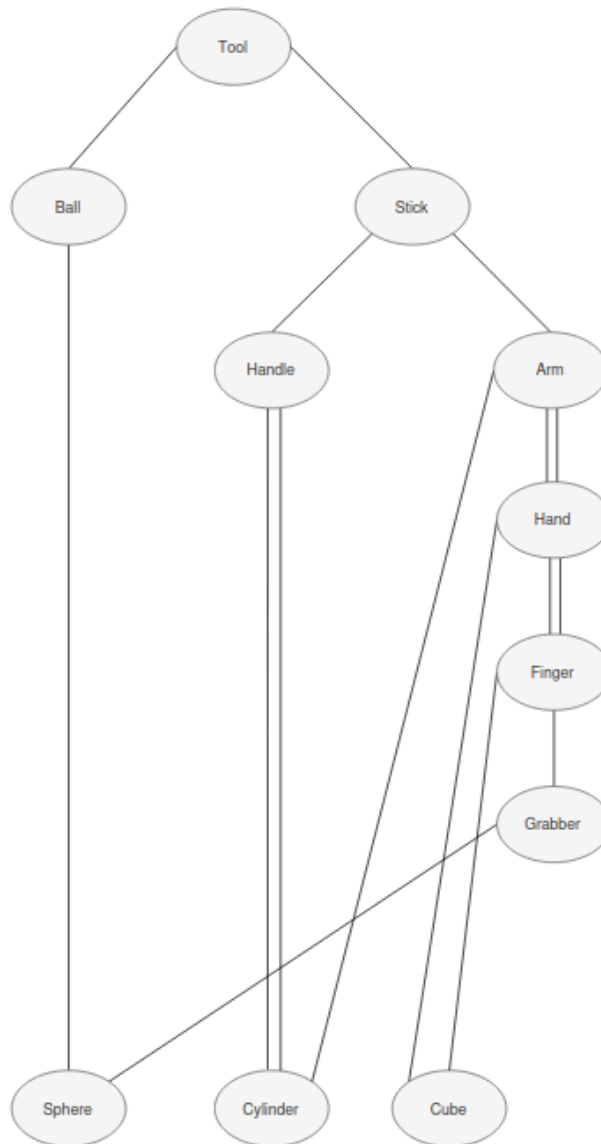 Tool
Ball
Stick
Handle
Arm
Hand
Finger
Grabber
Sphere
Cylinder
Cube